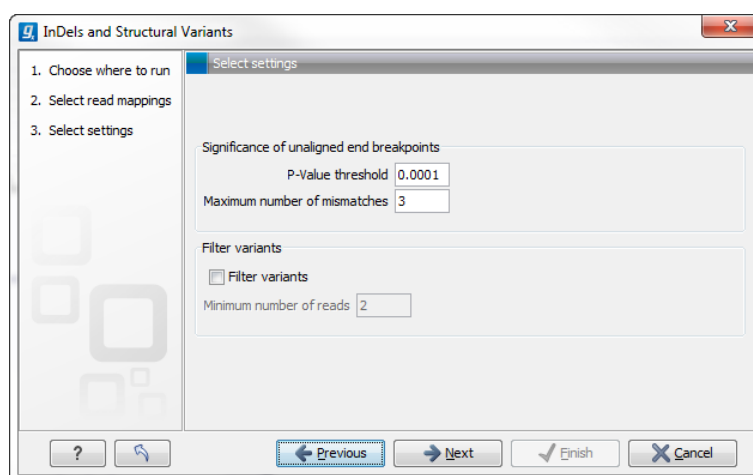 InDels and Structural Variants
1. Choose where to run
2. Select read mappings
3. Select settings
Select settings
Significance of unaligned end breakpoints
P-Value threshold 0.0001
Maximum number of mismatches 3
Filter variants
Filter variants
Minimum number of reads 2
? Previous Next Finish Cancel